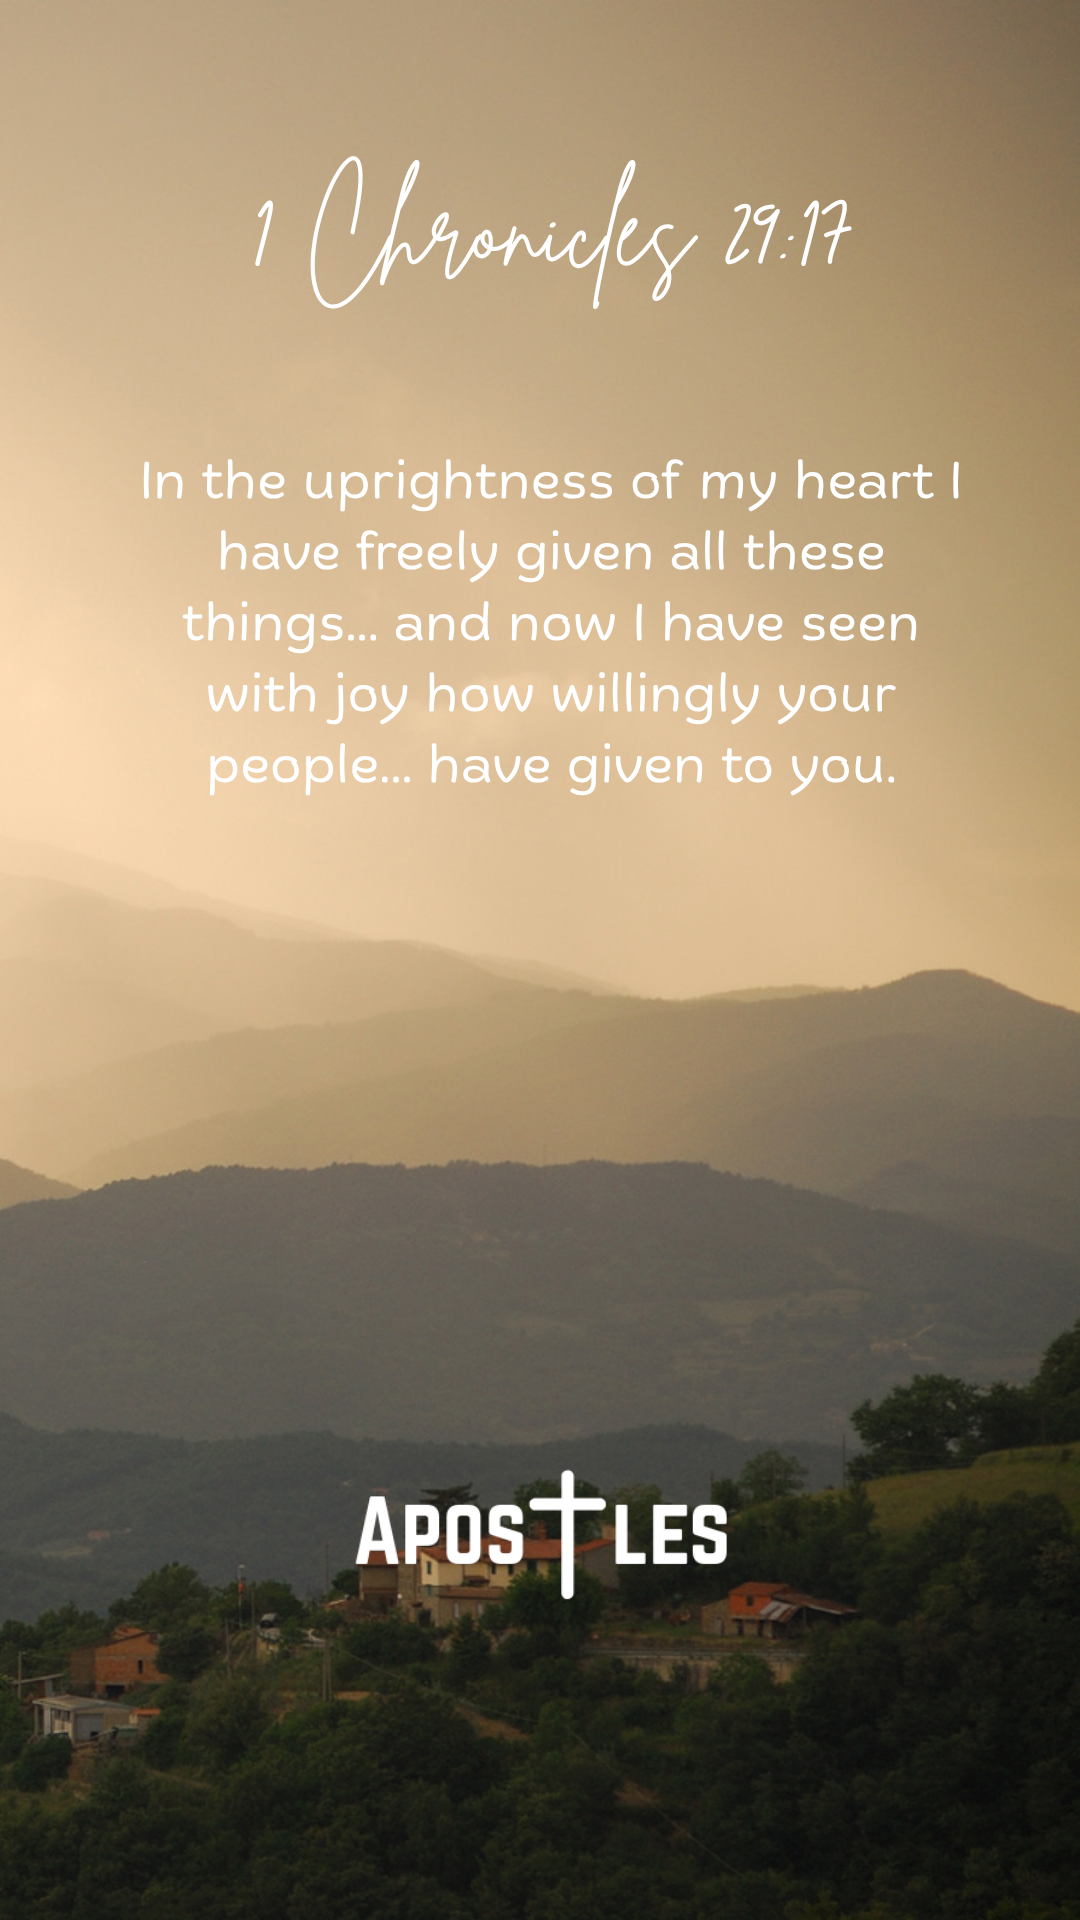 1 Chronicles 29:17
In the uprightness of my heart I
have freely given all these
things... and now I have seen
with joy how willingly your
people... have given to you.
APOSTLES